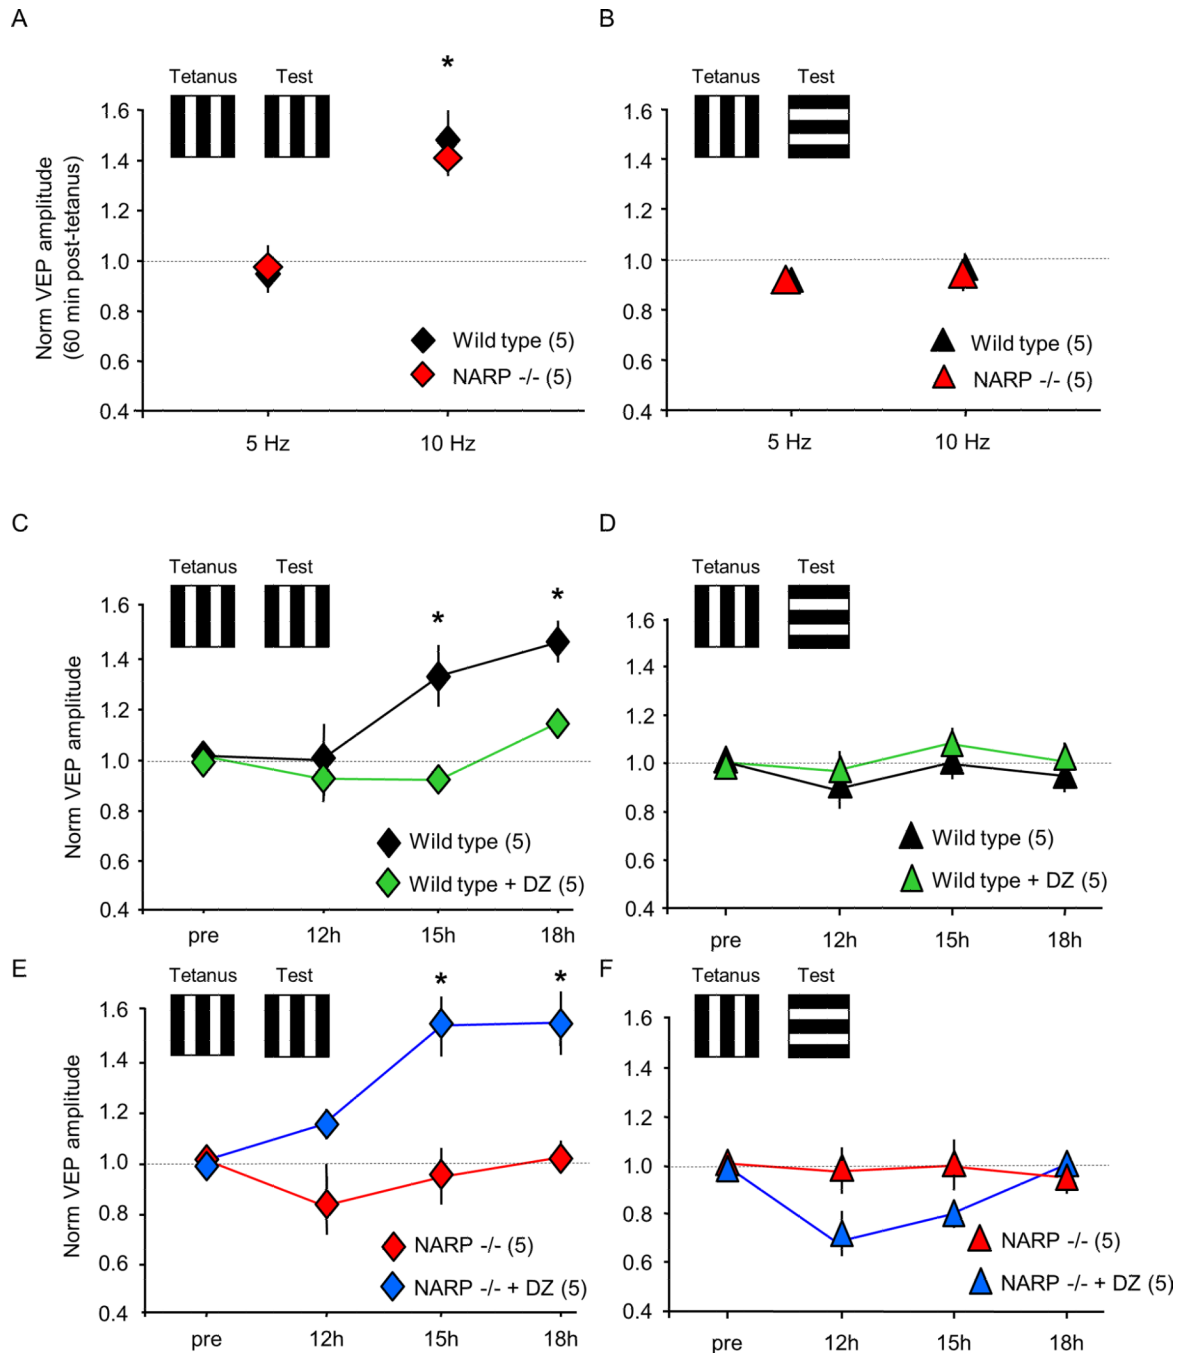 A
Tetanus Test
*
Norm VEP amplitude
(60 min post-tetanus)
1.6
1.4
1.2
1.0
0.8
0.6
0.4
Wild type (5)
NARP -/- (5)
5 Hz 10 Hz
B
Tetanus Test
1.6
1.4
1.2
1.0
0.8
0.6
0.4
Wild type (5)
NARP -/- (5)
5 Hz 10 Hz
C
Tetanus Test
* *
Norm VEP amplitude
1.6
1.4
1.2
1.0
0.8
0.6
0.4
Wild type (5)
Wild type + DZ (5)
pre 12h 15h 18h
D
Tetanus Test
1.6
1.4
1.2
1.0
0.8
0.6
0.4
Wild type (5)
Wild type + DZ (5)
pre 12h 15h 18h
E
Tetanus Test
* *
Norm VEP amplitude
1.6
1.4
1.2
1.0
0.8
0.6
0.4
NARP -/- (5)
NARP -/- + DZ (5)
pre 12h 15h 18h
F
Tetanus Test
1.6
1.4
1.2
1.0
0.8
0.6
0.4
NARP -/- (5)
NARP -/- + DZ (5)
pre 12h 15h 18h